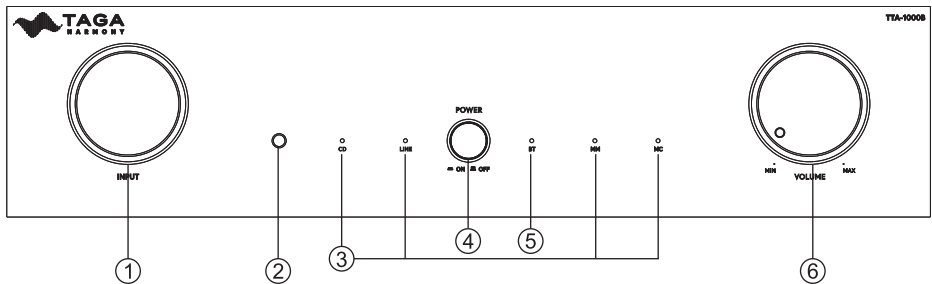 TAGA
HARMONY
TTA-1000B
POWER
CD
LINE
BT
MM
MC
ON OFF
INPUT
MIN VOLUME MAX
1 2 3 4 5 6